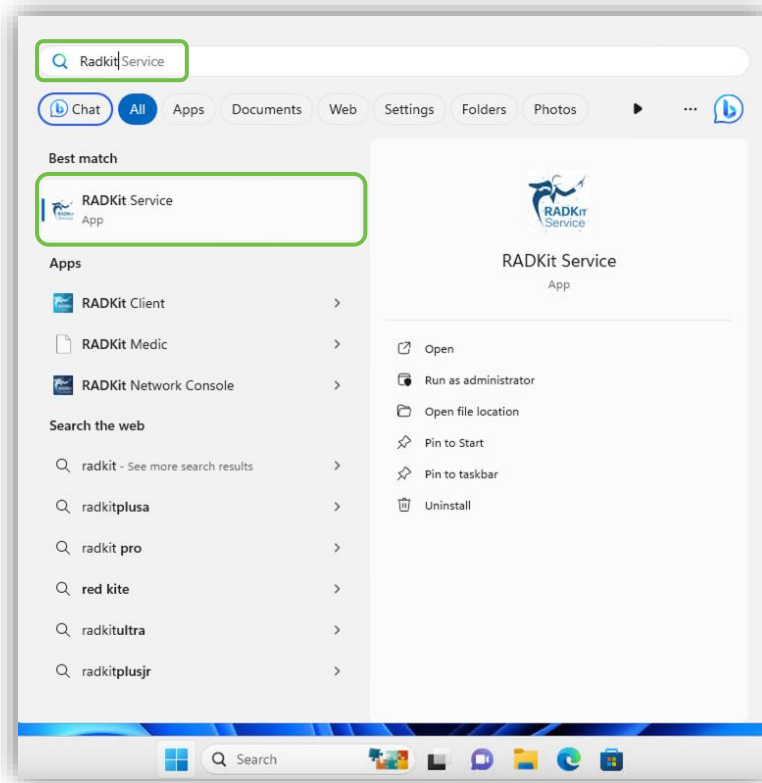 Radkit Service
Chat All Apps Documents Web Settings Folders Photos ...
Best match
RADKit Service
App
Apps
RADKit Client
RADKit Medic
RADKit Network Console
Search the web
radkit - See more search results
radkitplusa
radkit pro
red kite
radkitultra
radkitplusjr
RADKIT
Service
RADKit Service
App
Open
Run as administrator
Open file location
Pin to Start
Pin to taskbar
Uninstall
Search